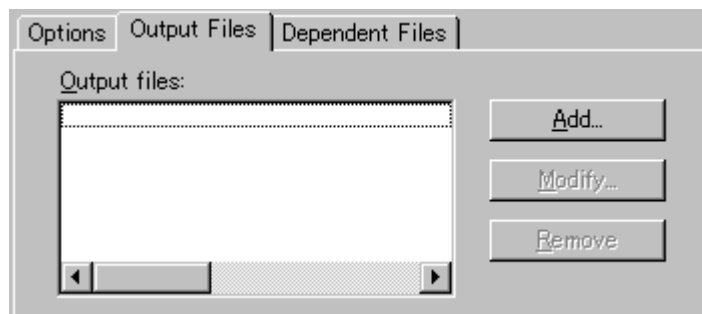 Options Output Files Dependent Files
Output files:
Add...
Modify...
Remove